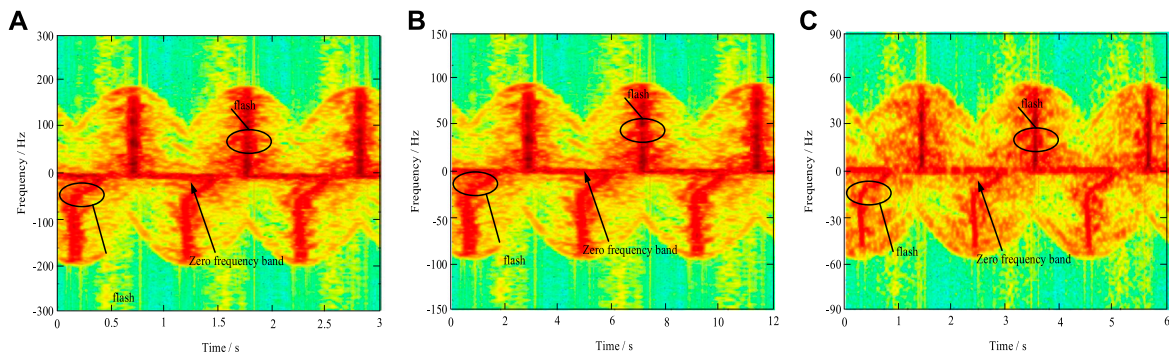 A
Frequency / Hz
300
200
100
0
-100
-200
-300
flash
Zero frequency band
flash
0 0.5 1 1.5 2 2.5 3
Time / s
B
Frequency / Hz
150
100
50
0
-50
-100
-150
flash
Zero frequency band
flash
0 2 4 6 8 10 12
Time / s
C
Frequency / Hz
90
60
30
0
-30
-60
-90
flash
flash
Zero frequency band
0 1 2 3 4 5 6
Time / s